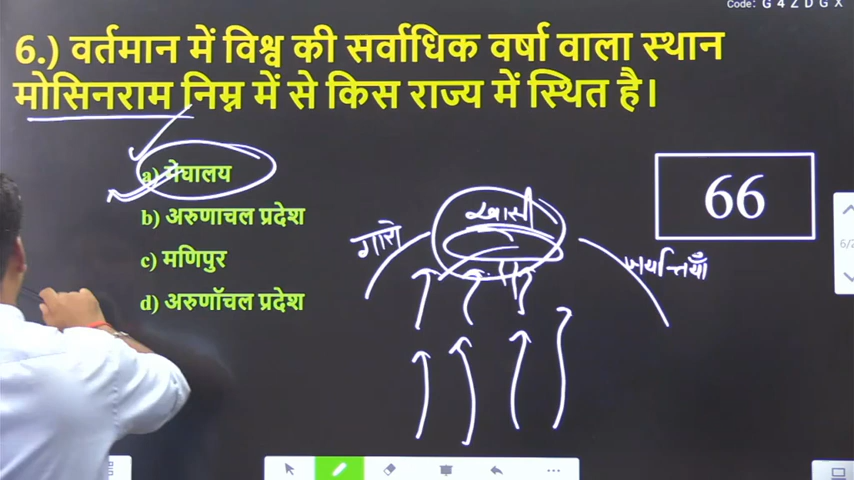 Code: G 4 Z D G X
6.) वर्तमान में विश्व की सर्वाधिक वर्षा वाला स्थान
मोसिनराम निम्न में से किस राज्य में स्थित है।
a) मेघालय
66
b) अरुणाचल प्रदेश
खासी
गारो
c) मणिपुर
जयन्तियाँ
d) अरुणॉचल प्रदेश